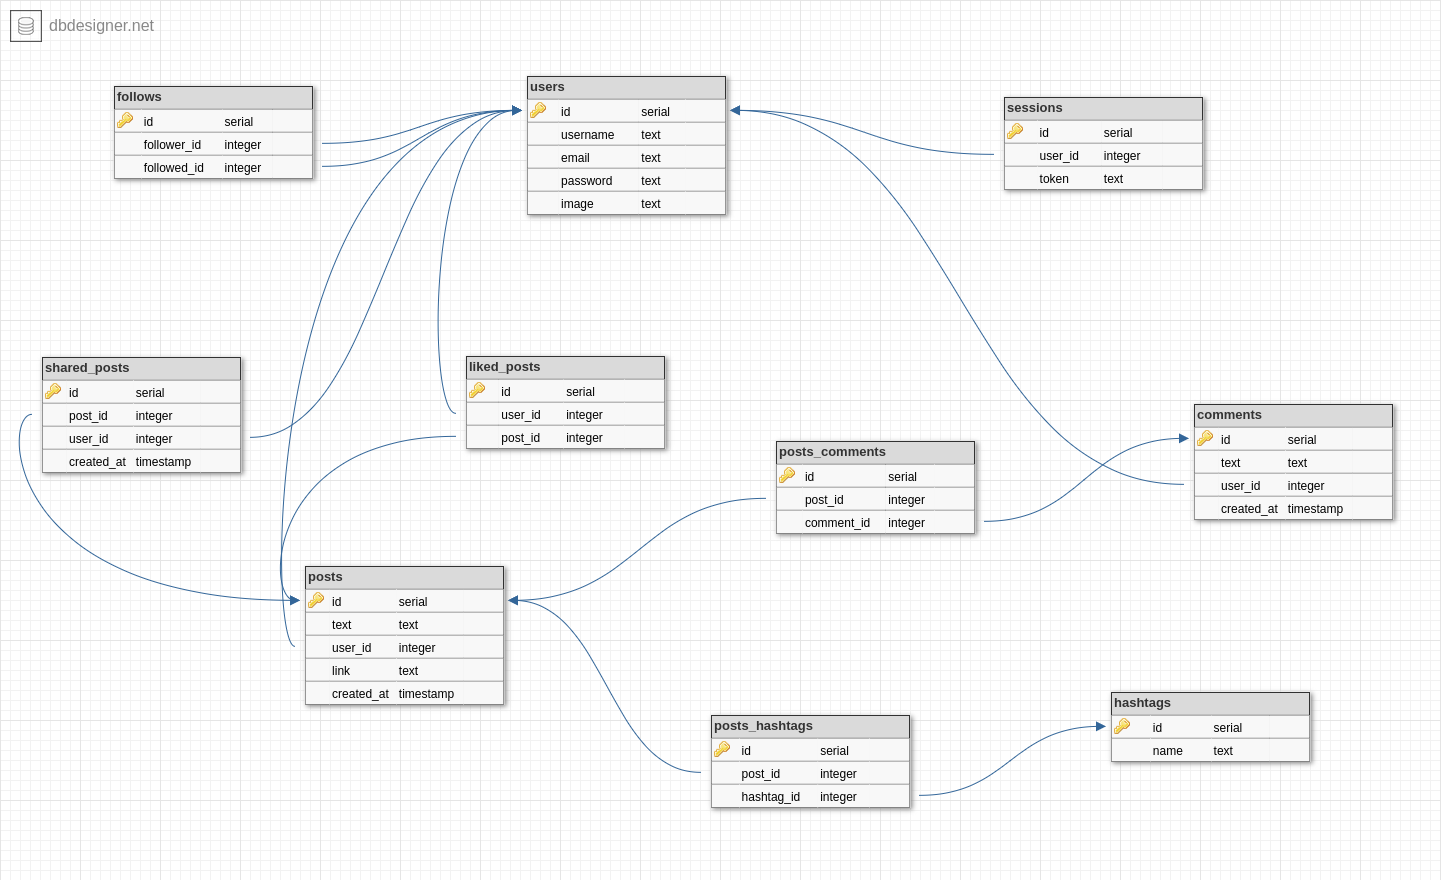 dbdesigner.net
follows
id serial
follower_id integer
followed_id integer
users
id serial
username text
email text
password text
image text
sessions
id serial
user_id integer
token text
shared_posts
id serial
post_id integer
user_id integer
created_at timestamp
liked_posts
id serial
user_id integer
post_id integer
posts_comments
id serial
post_id integer
comment_id integer
comments
id serial
text text
user_id integer
created_at timestamp
posts
id serial
text text
user_id integer
link text
created_at timestamp
posts_hashtags
id serial
post_id integer
hashtag_id integer
hashtags
id serial
name text